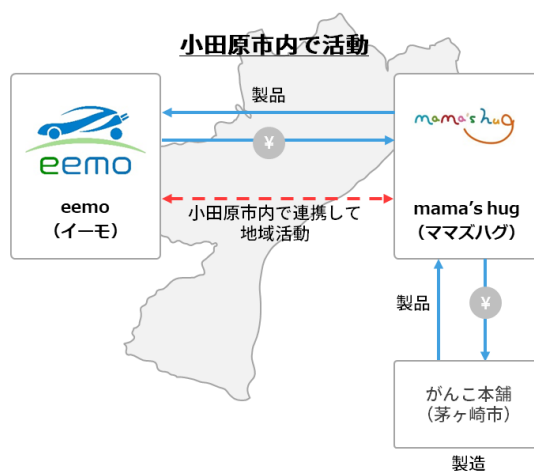 小田原市内で活動
eemo
eemo
（イーモ）
製品
¥
小田原市内で連携して
地域活動
mama's hug
mama's hug
（ママズハグ）
製品
¥
がんこ本舗
（茅ヶ崎市）
製造